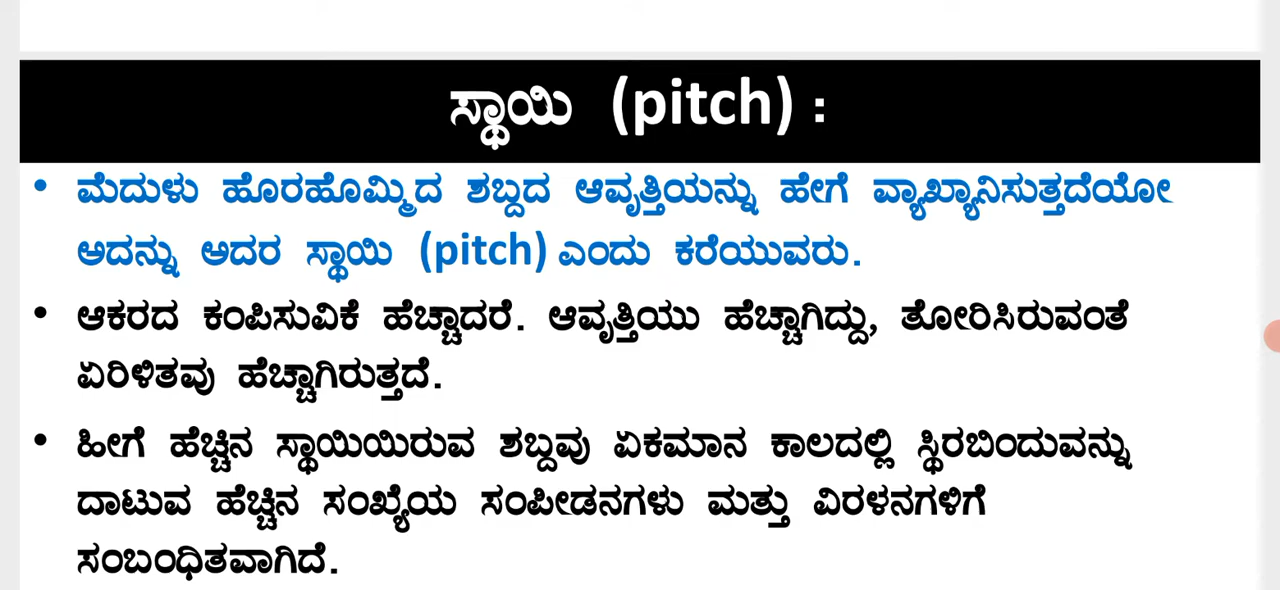 ಸ್ಥಾಯಿ (pitch) :
• ಮೆದುಳು ಹೊರಹೊಮ್ಮಿದ ಶಬ್ದದ ಆವೃತ್ತಿಯನ್ನು ಹೇಗೆ ವ್ಯಾಖ್ಯಾನಿಸುತ್ತದೆಯೋ
ಅದನ್ನು ಅದರ ಸ್ಥಾಯಿ (pitch) ಎಂದು ಕರೆಯುವರು.
• ಆಕರದ ಕಂಪಿಸುವಿಕೆ ಹೆಚ್ಚಾದರೆ. ಆವೃತ್ತಿಯು ಹೆಚ್ಚಾಗಿದ್ದು, ತೋರಿಸಿರುವಂತೆ
ಏರಿಳಿತವು ಹೆಚ್ಚಾಗಿರುತ್ತದೆ.
• ಹೀಗೆ ಹೆಚ್ಚಿನ ಸ್ಥಾಯಿಯಿರುವ ಶಬ್ದವು ಏಕಮಾನ ಕಾಲದಲ್ಲಿ ಸ್ಥಿರಬಿಂದುವನ್ನು
ದಾಟುವ ಹೆಚ್ಚಿನ ಸಂಖ್ಯೆಯ ಸಂಪೀಡನಗಳು ಮತ್ತು ವಿರಳನಗಳಿಗೆ
ಸಂಬಂಧಿತವಾಗಿದೆ.